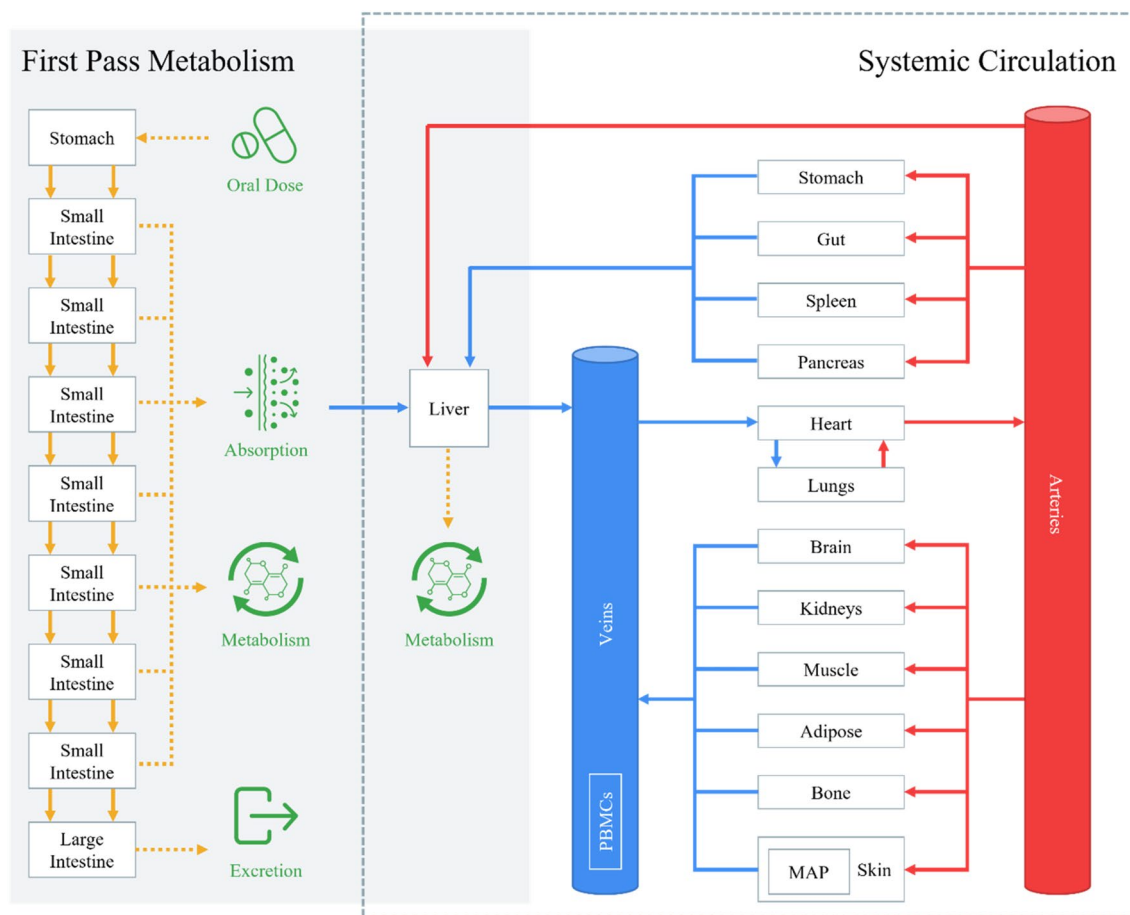 First Pass Metabolism
Systemic Circulation
Stomach
Oral Dose
Small
Intestine
Small
Intestine
Small
Intestine
Absorption
Small
Intestine
Small
Intestine
Metabolism
Small
Intestine
Small
Intestine
Large
Intestine
Excretion
Liver
Metabolism
Veins
PBMCs
Stomach
Gut
Spleen
Pancreas
Heart
Lungs
Brain
Kidneys
Muscle
Adipose
Bone
MAP Skin
Arteries